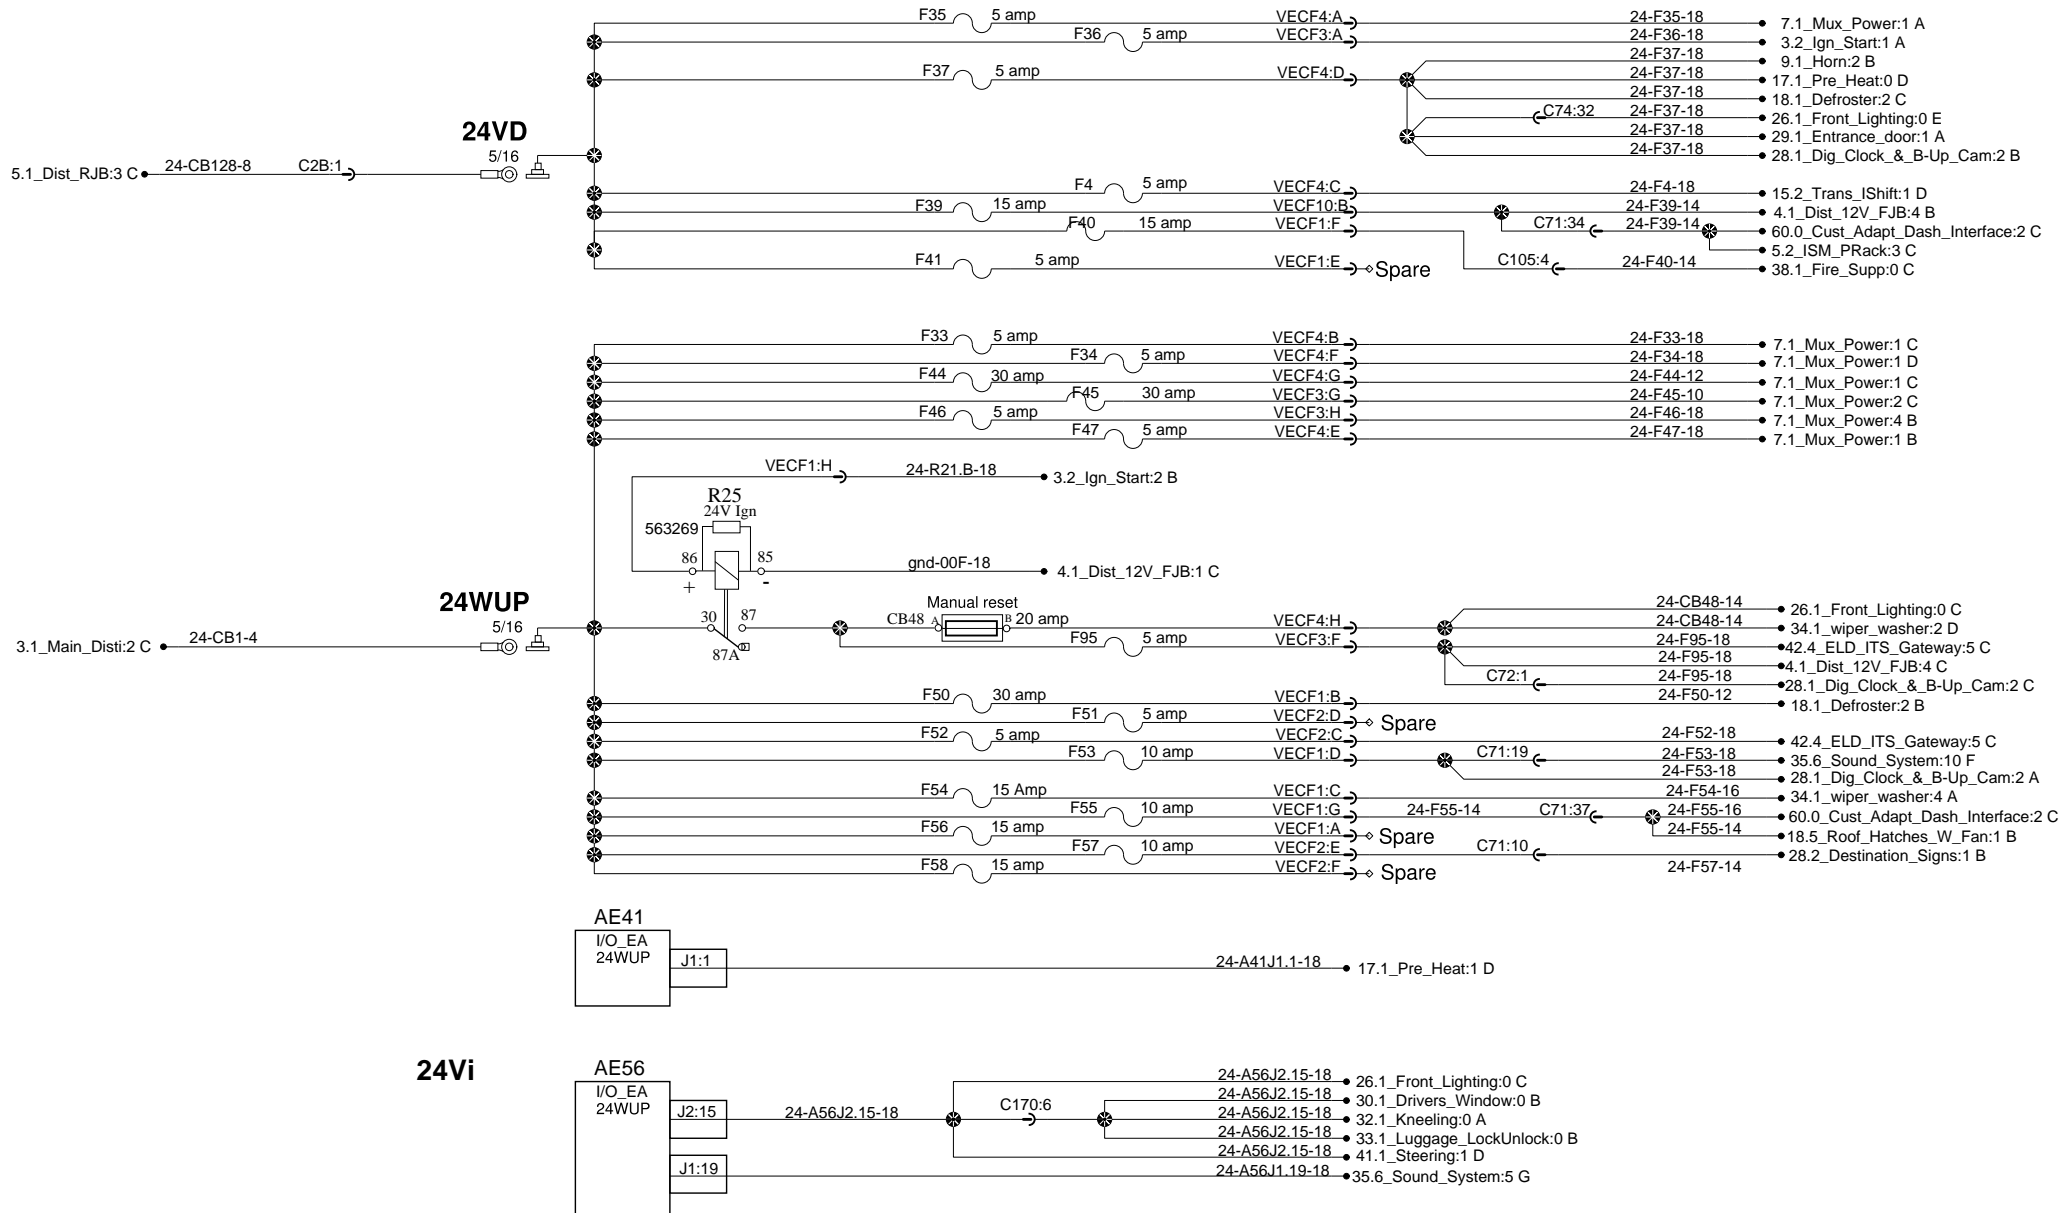 F35 5 amp VECF4:A 24-F35-18 7.1_Mux_Power:1 A
F36 5 amp VECF3:A 24-F36-18 3.2_Ign_Start:1 A
24-F37-18 9.1_Horn:2 B
F37 5 amp VECF4:D 24-F37-18 17.1_Pre_Heat:0 D
24-F37-18 18.1_Defroster:2 C
C74:32 24-F37-18 26.1_Front_Lighting:0 E
24VD 24-F37-18 29.1_Entrance_door:1 A
5/16 24-F37-18 28.1_Dig_Clock_&_B-Up_Cam:2 B
5.1_Dist_RJB:3 C 24-CB128-8 C2B:1
F4 5 amp VECF4:C 24-F4-18 15.2_Trans_IShift:1 D
F39 15 amp VECF10:B 24-F39-14 4.1_Dist_12V_FJB:4 B
F40 15 amp VECF1:F C71:34 24-F39-14 60.0_Cust_Adapt_Dash_Interface:2 C
5.2_ISM_PRack:3 C
F41 5 amp VECF1:E Spare C105:4 24-F40-14 38.1_Fire_Supp:0 C
F33 5 amp VECF4:B 24-F33-18 7.1_Mux_Power:1 C
F34 5 amp VECF4:F 24-F34-18 7.1_Mux_Power:1 D
F44 30 amp VECF4:G 24-F44-12 7.1_Mux_Power:1 C
F45 30 amp VECF3:G 24-F45-10 7.1_Mux_Power:2 C
F46 5 amp VECF3:H 24-F46-18 7.1_Mux_Power:4 B
F47 5 amp VECF4:E 24-F47-18 7.1_Mux_Power:1 B
VECF1:H 24-R21.B-18 3.2_Ign_Start:2 B
R25
24V Ign
563269
86 85 gnd-00F-18 4.1_Dist_12V_FJB:1 C
+ -
24WUP
5/16
Manual reset
24-CB48-14 26.1_Front_Lighting:0 C
30 87 CB48 A B 20 amp VECF4:H 24-CB48-14 34.1_wiper_washer:2 D
3.1_Main_Disti:2 C 24-CB1-4
87A F95 5 amp VECF3:F 24-F95-18 42.4_ELD_ITS_Gateway:5 C
24-F95-18 4.1_Dist_12V_FJB:4 C
C72:1 24-F95-18 28.1_Dig_Clock_&_B-Up_Cam:2 C
F50 30 amp VECF1:B 24-F50-12 18.1_Defroster:2 B
F51 5 amp VECF2:D Spare
F52 5 amp VECF2:C 24-F52-18 42.4_ELD_ITS_Gateway:5 C
F53 10 amp VECF1:D C71:19 24-F53-18 35.6_Sound_System:10 F
24-F53-18 28.1_Dig_Clock_&_B-Up_Cam:2 A
F54 15 Amp VECF1:C 24-F54-16 34.1_wiper_washer:4 A
F55 10 amp VECF1:G 24-F55-14 C71:37 24-F55-16 60.0_Cust_Adapt_Dash_Interface:2 C
F56 15 amp VECF1:A Spare 24-F55-14 18.5_Roof_Hatches_W_Fan:1 B
F57 10 amp VECF2:E C71:10 28.2_Destination_Signs:1 B
F58 15 amp VECF2:F Spare 24-F57-14
AE41
I/O_EA
24WUP
J1:1 24-A41J1.1-18 17.1_Pre_Heat:1 D
24Vi
AE56
I/O_EA
24WUP
24-A56J2.15-18 26.1_Front_Lighting:0 C
24-A56J2.15-18 30.1_Drivers_Window:0 B
J2:15 24-A56J2.15-18 C170:6 24-A56J2.15-18 32.1_Kneeling:0 A
24-A56J2.15-18 33.1_Luggage_LockUnlock:0 B
24-A56J2.15-18 41.1_Steering:1 D
J1:19 24-A56J1.19-18 35.6_Sound_System:5 G